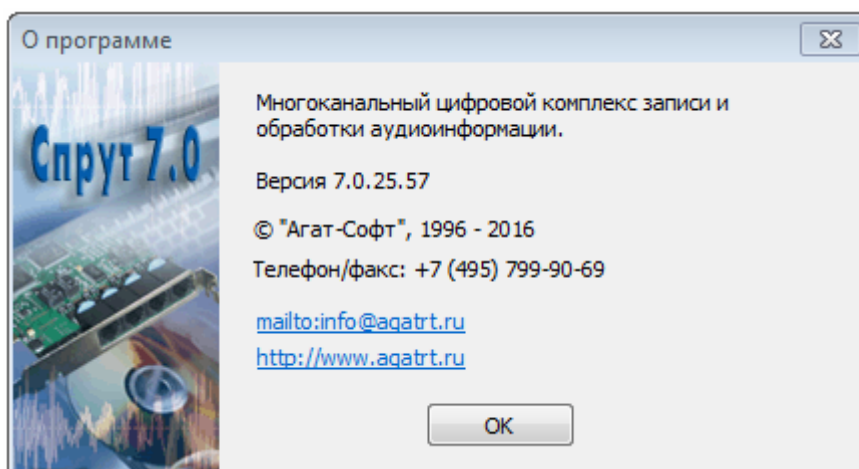 О программе
Спрут 7.0
Многоканальный цифровой комплекс записи и
обработки аудиоинформации.
Версия 7.0.25.57
© "Агат-Софт", 1996 - 2016
Телефон/факс: +7 (495) 799-90-69
mailto:info@agatrt.ru
http://www.agatrt.ru
OK